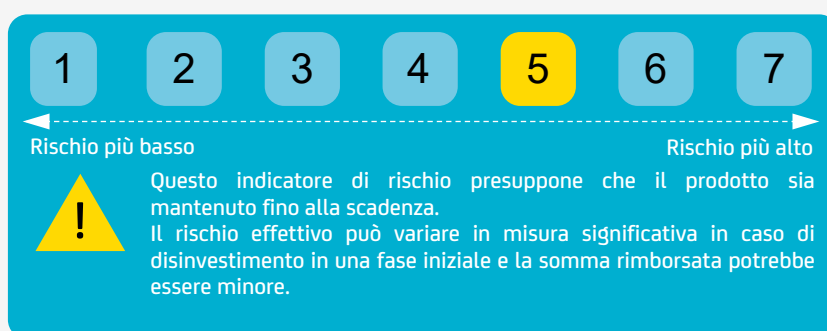 1 2 3 4 5 6 7
Rischio più basso Rischio più alto
!
Questo indicatore di rischio presuppone che il prodotto sia
mantenuto fino alla scadenza.
Il rischio effettivo può variare in misura significativa in caso di
disinvestimento in una fase iniziale e la somma rimborsata potrebbe
essere minore.